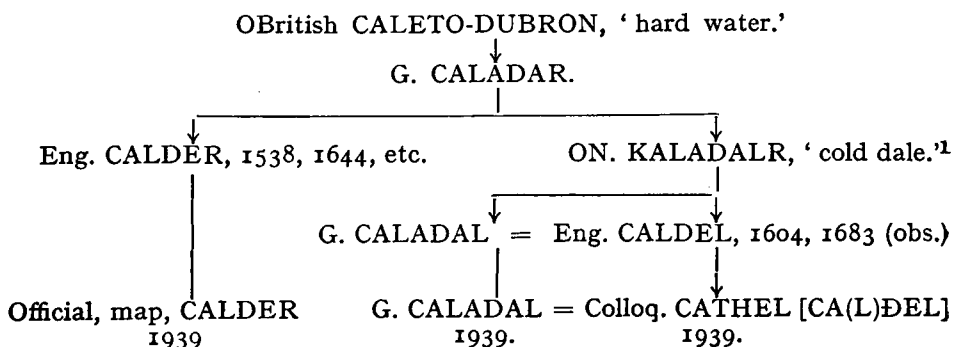 OBritish CALETO-DUBRON, ‘ hard water.’
G. CALADAR.
Eng. CALDER, 1538, 1644, etc. ON. KALADALR, ‘ cold dale.’1
G. CALADAL = Eng. CALDEL, 1604, 1683 (obs.)
Official, map, CALDER G. CALADAL = Colloq. CATHEL [CA(L)ĐEL]
1939 1939. 1939.